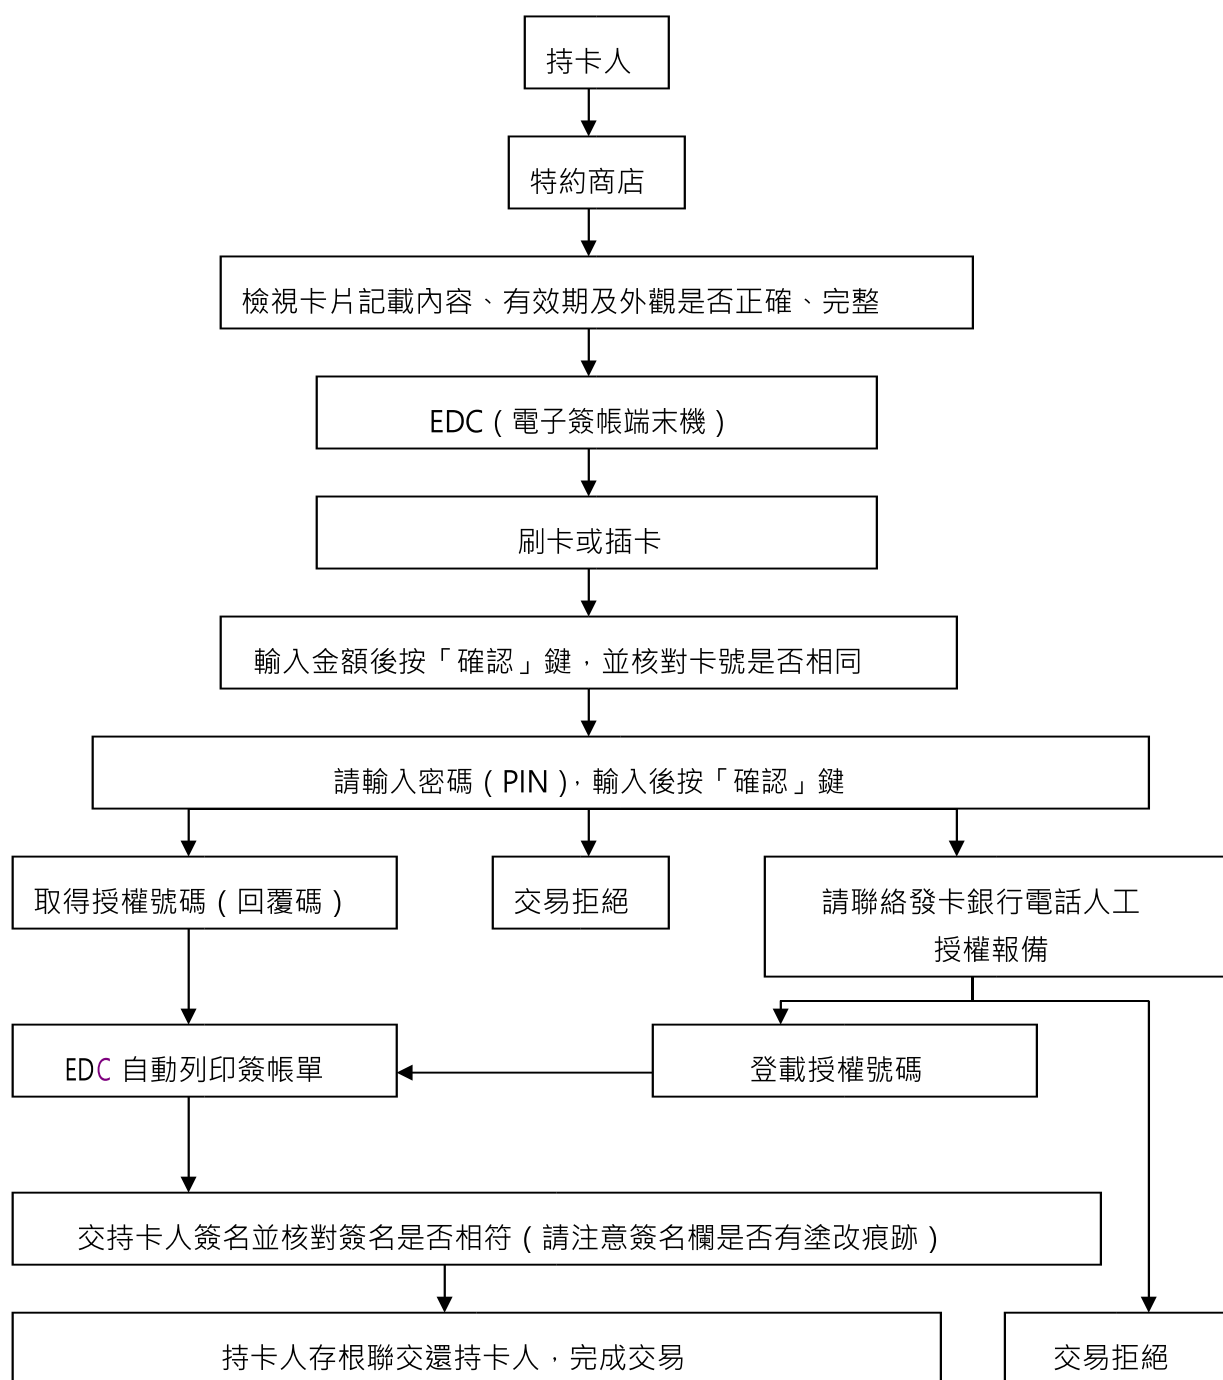 持卡人
特約商店
檢視卡片記載內容、有效期及外觀是否正確、完整
EDC（電子簽帳端末機）
刷卡或插卡
輸入金額後按「確認」鍵，並核對卡號是否相同
請輸入密碼（PIN），輸入後按「確認」鍵
取得授權號碼（回覆碼）
交易拒絕
請聯絡發卡銀行電話人工
授權報備
EDC 自動列印簽帳單
登載授權號碼
交持卡人簽名並核對簽名是否相符（請注意簽名欄是否有塗改痕跡）
持卡人存根聯交還持卡人，完成交易
交易拒絕